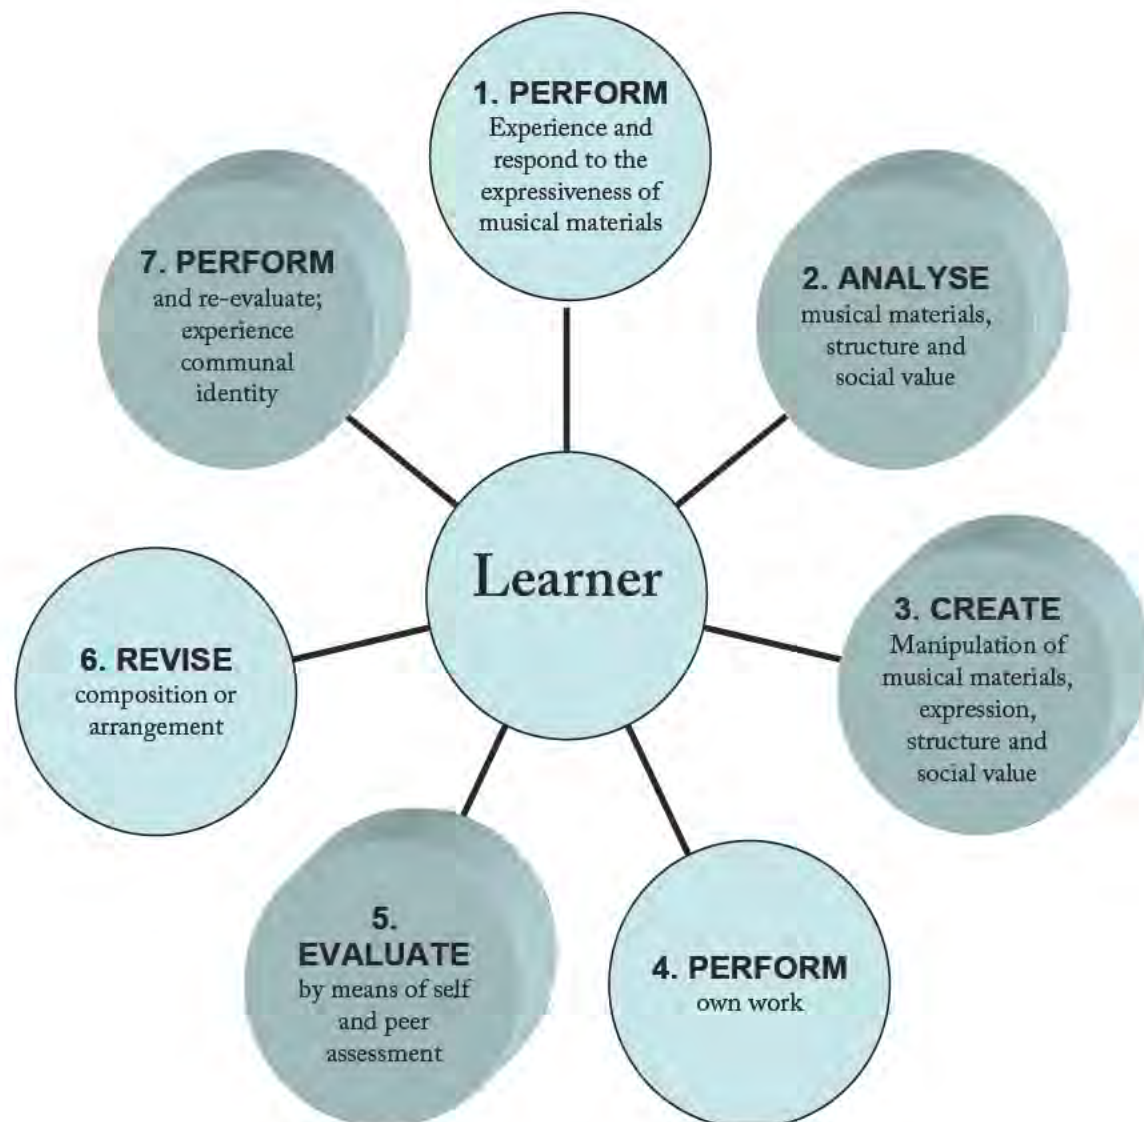 1. PERFORM
Experience and
respond to the
expressiveness of
musical materials
2. ANALYSE
musical materials,
structure and
social value
3. CREATE
Manipulation of
musical materials,
expression,
structure and
social value
4. PERFORM
own work
5.
EVALUATE
by means of self
and peer
assessment
6. REVISE
composition or
arrangement
7. PERFORM
and re-evaluate;
experience
communal
identity
Learner